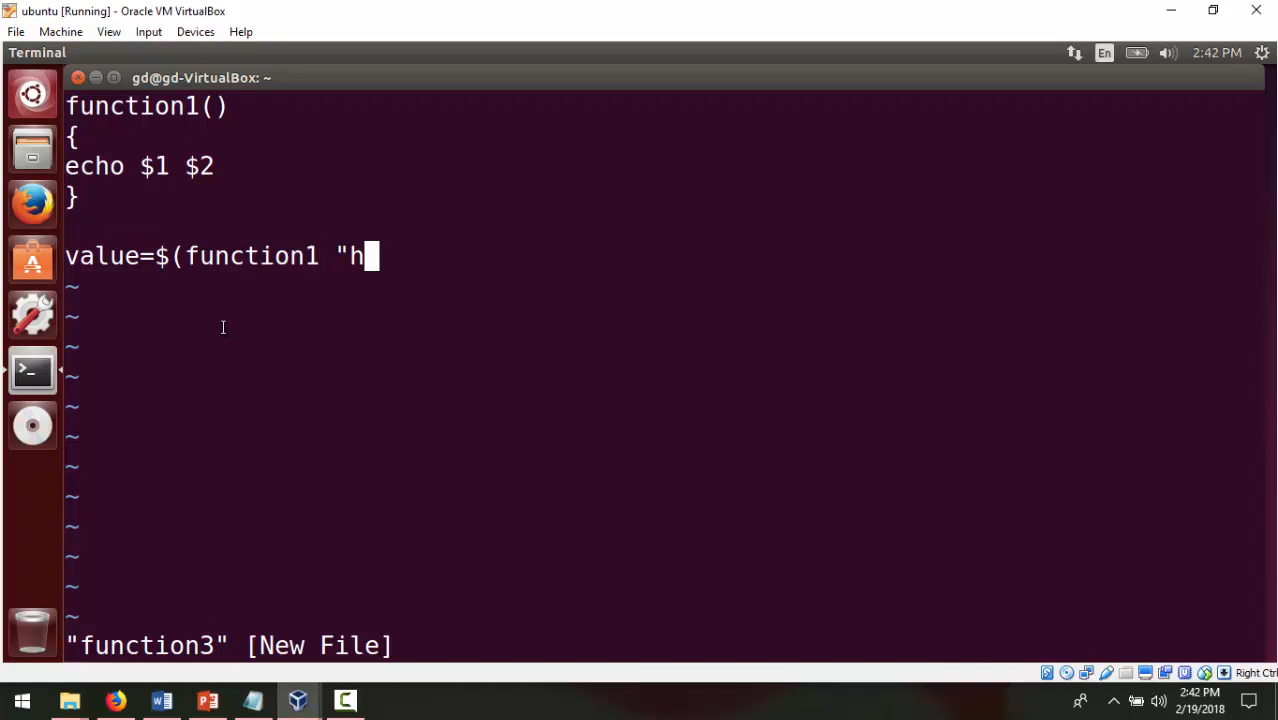 ubuntu [Running] - Oracle VM VirtualBox
File Machine View Input Devices Help
Terminal
En
2:42 PM
gd@gd-VirtualBox: ~
function1()
{
echo $1 $2
}
value=$(function1 "h
~
~
~
~
~
~
~
~
~
~
~
~
"function3" [New File]
Right Ctrl
2:42 PM
2/19/2018